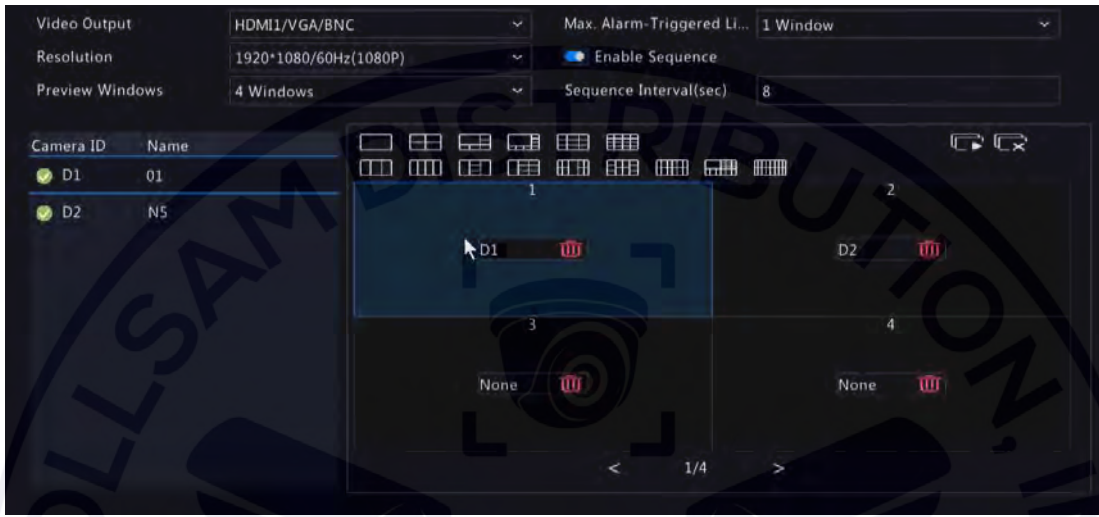 Video Output HDMI1/VGA/BNC Max. Alarm-Triggered Li... 1 Window
Resolution 1920*1080/60Hz(1080P) Enable Sequence
Preview Windows 4 Windows Sequence Interval(sec) 8
Camera ID Name
D1 01
D2 N5
1 2
D1 D2
3 4
None None
< 1/4 >
OLLSAM DISTRIBUTION,